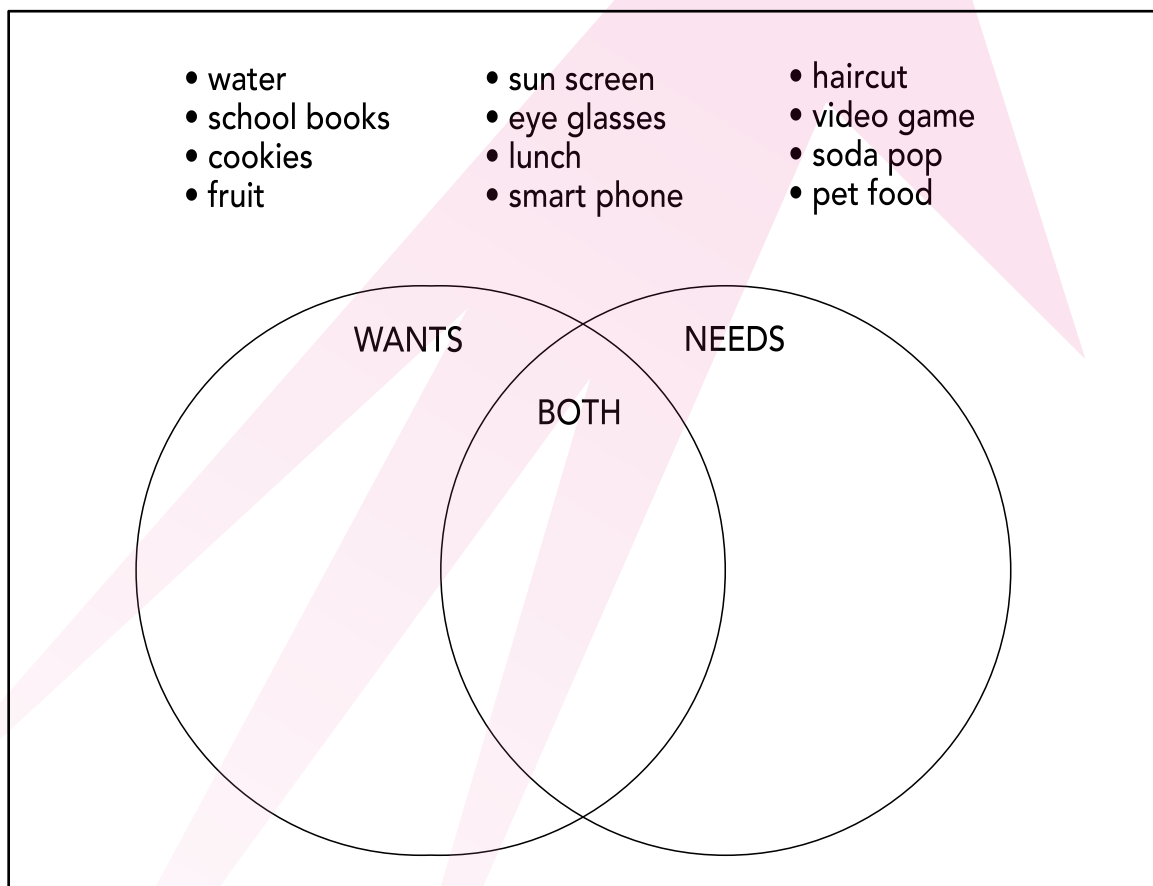 • water
• school books
• cookies
• fruit
• sun screen
• eye glasses
• lunch
• smart phone
• haircut
• video game
• soda pop
• pet food
WANTS
NEEDS
BOTH